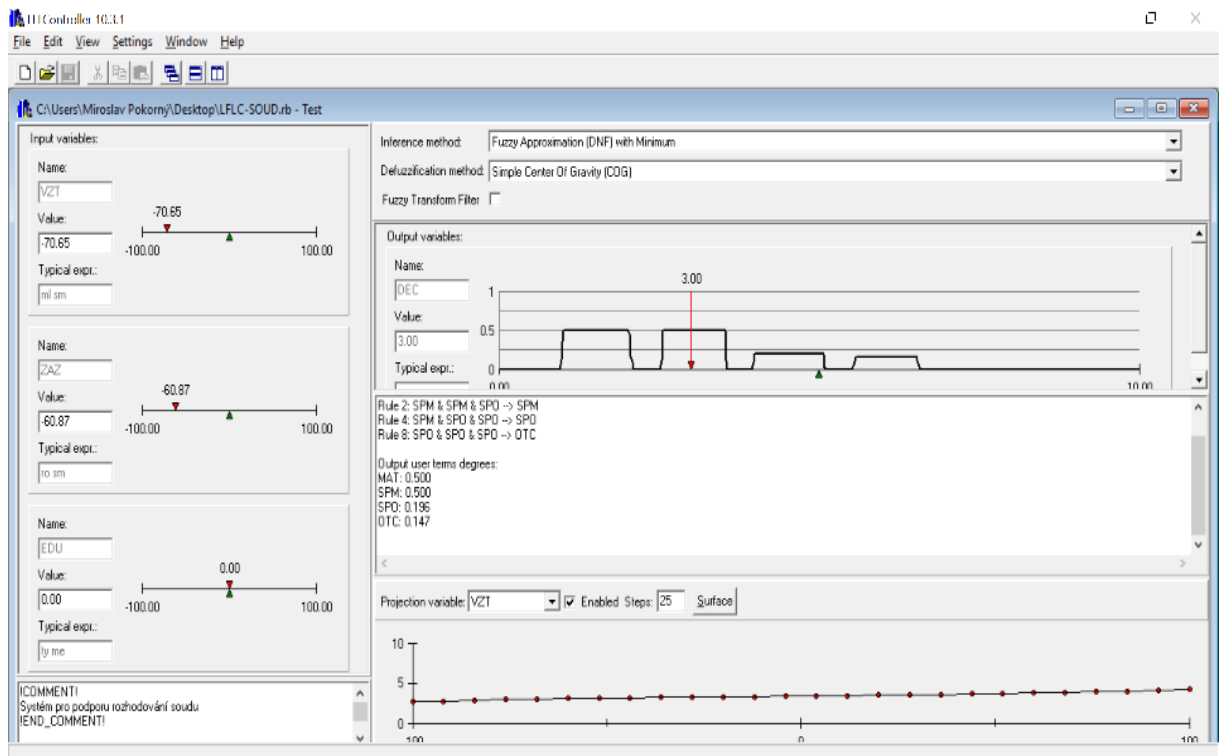 Controller 10.3.1
File Edit View Settings Window Help
C:\Users\Miroslav Pokorný\Desktop\LFLC-SOUD.rb - Test
Input variables:
Name:
VZT
Value:
-70.65
-70.65
-100.00
100.00
Typical expr.:
ml sm
Name:
ZAZ
Value:
-60.87
-60.87
-100.00
100.00
Typical expr.:
ro sm
Name:
EDU
Value:
0.00
0.00
-100.00
100.00
Typical expr.:
ty me
!COMMENT!
Systém pro podporu rozhodování soudu
!END_COMMENT!
Inference method: Fuzzy Approximation (DNF) with Minimum
Defuzzification method: Simple Center Of Gravity (COG)
Fuzzy Transform Filter
Output variables:
Name:
DEC
Value:
3.00
Typical expr.:
3.00
1
0.5
0
0.00
10.00
Rule 2: SPM & SPM & SPO --> SPM
Rule 4: SPM & SPO & SPO --> SPO
Rule 8: SPO & SPO & SPO --> OTC
Output user terms degrees:
MAT: 0.500
SPM: 0.500
SPO: 0.196
OTC: 0.147
Projection variable: VZT Enabled Steps: 25 Surface
10
5
0
100
0
100